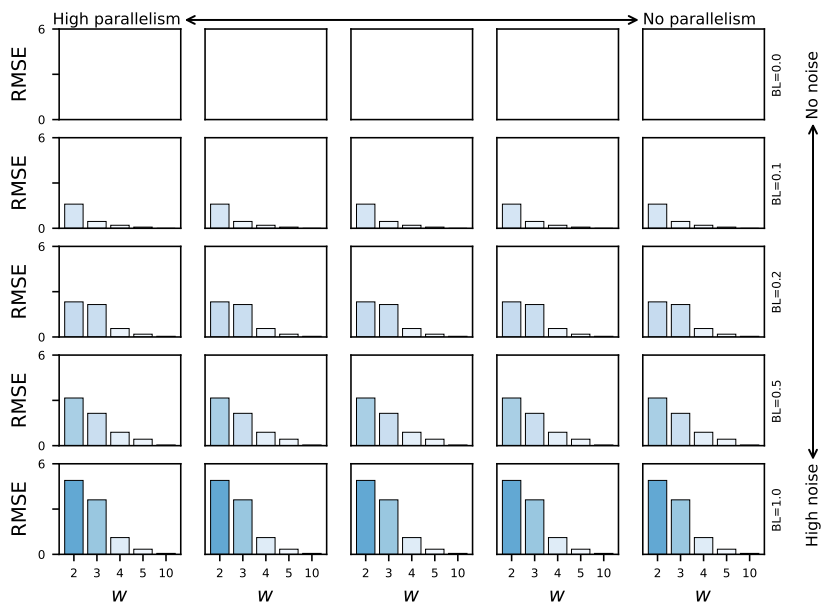 High parallelism No parallelism
6
RMSE
0
BL=0.0
No noise
6
RMSE
0
BL=0.1
6
RMSE
0
BL=0.2
6
RMSE
0
BL=0.5
6
RMSE
0
BL=1.0
High noise
2 3 4 5 10 2 3 4 5 10 2 3 4 5 10 2 3 4 5 10 2 3 4 5 10
w w w w w